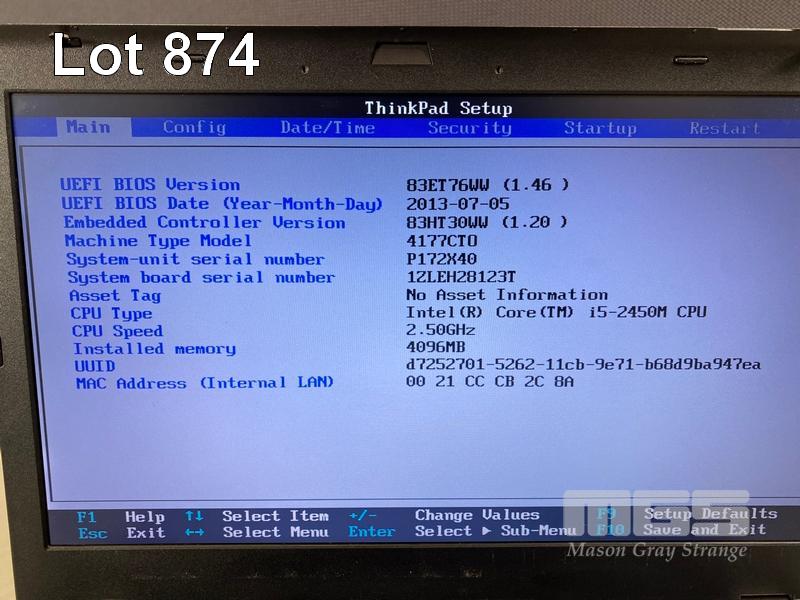 Lot 874
ThinkPad Setup
Main Config Date/Time Security Startup Restart
UEFI BIOS Version 83ET76WW (1.46 )
UEFI BIOS Date (Year-Month-Day) 2013-07-05
Embedded Controller Version 83HT30WW (1.20 )
Machine Type Model 4177CTO
System-unit serial number P172X40
System board serial number 1ZLEH28123T
Asset Tag No Asset Information
CPU Type Intel(R) Core(TM) i5-2450M CPU
CPU Speed 2.50GHz
Installed memory 4096MB
UUID d7252701-5262-11cb-9e71-b68d9ba947ea
MAC Address (Internal LAN) 00 21 CC CB 2C 8A
F1 Help ↑↓ Select Item +/- Change Values F9 Setup Defaults
Esc Exit ←→ Select Menu Enter Select ▶ Sub-Menu F10 Save and Exit
MGS
Mason Gray Strange